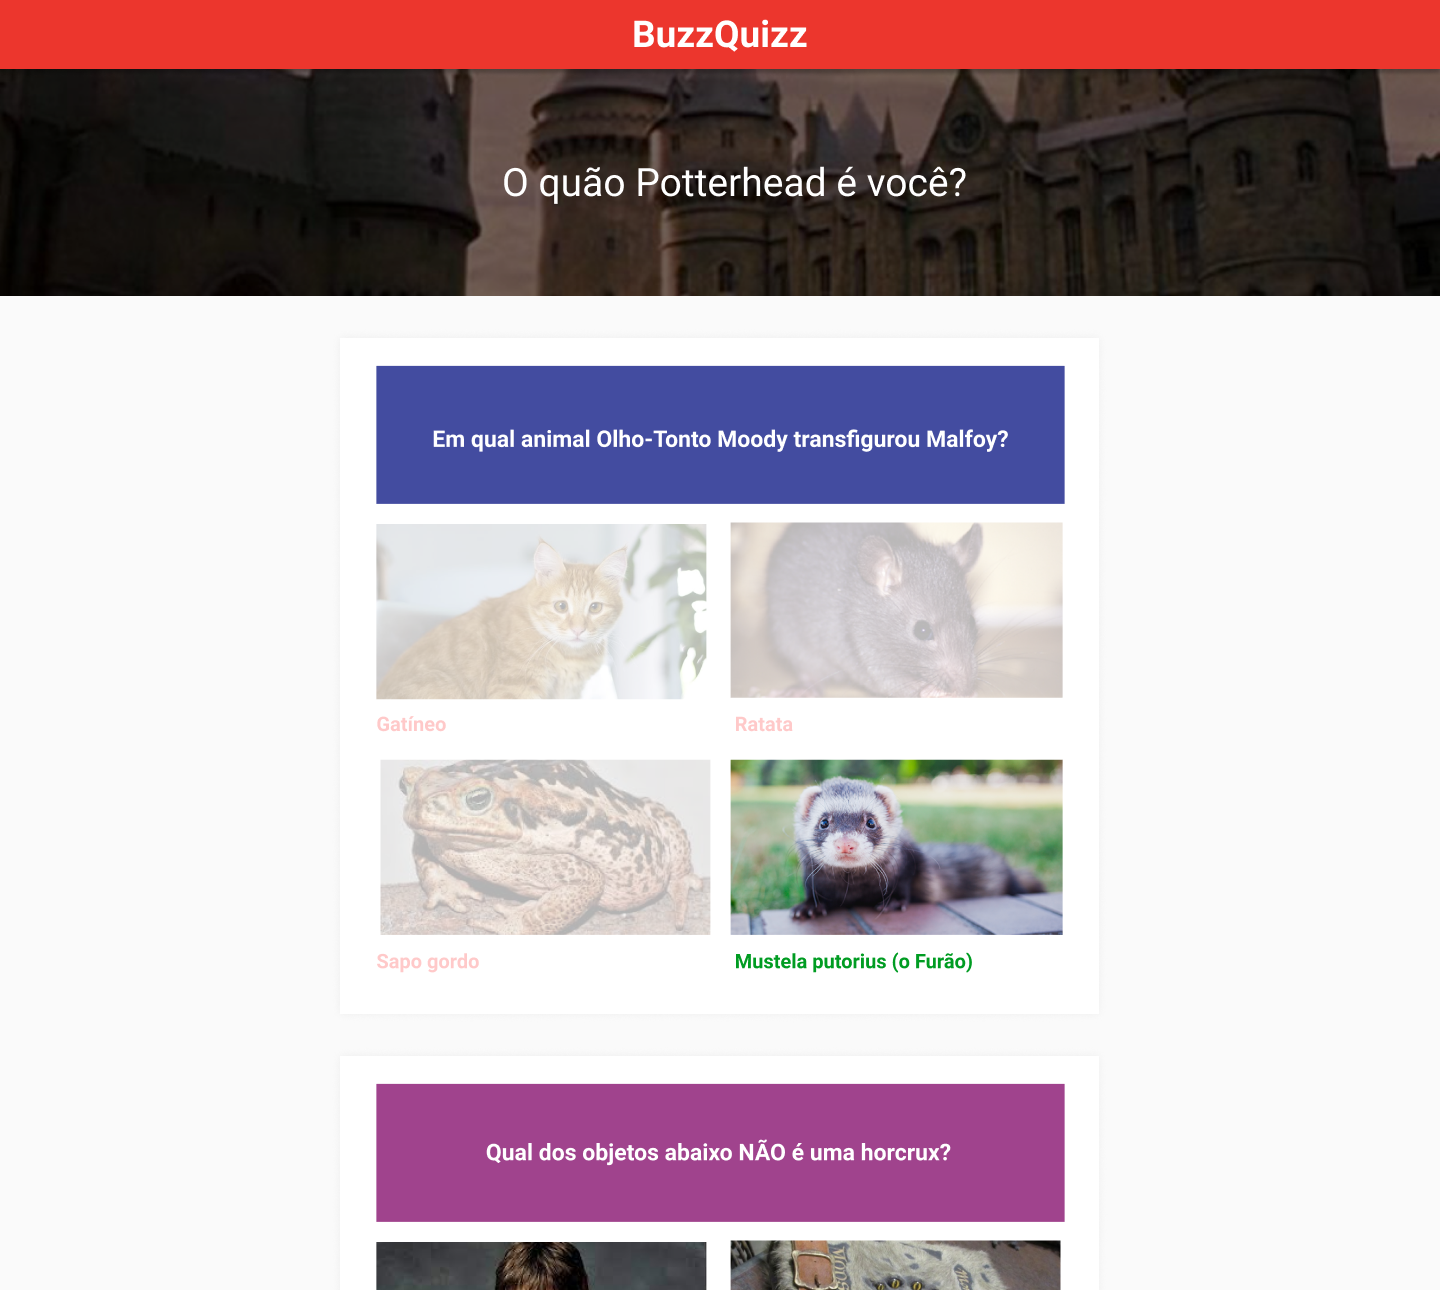 BuzzQuizz
O quão Potterhead é você?
Em qual animal Olho-Tonto Moody transfigurou Malfoy?
Gatíneo
Ratata
Sapo gordo
Mustela putorius (o Furão)
Qual dos objetos abaixo NÃO é uma horcrux?